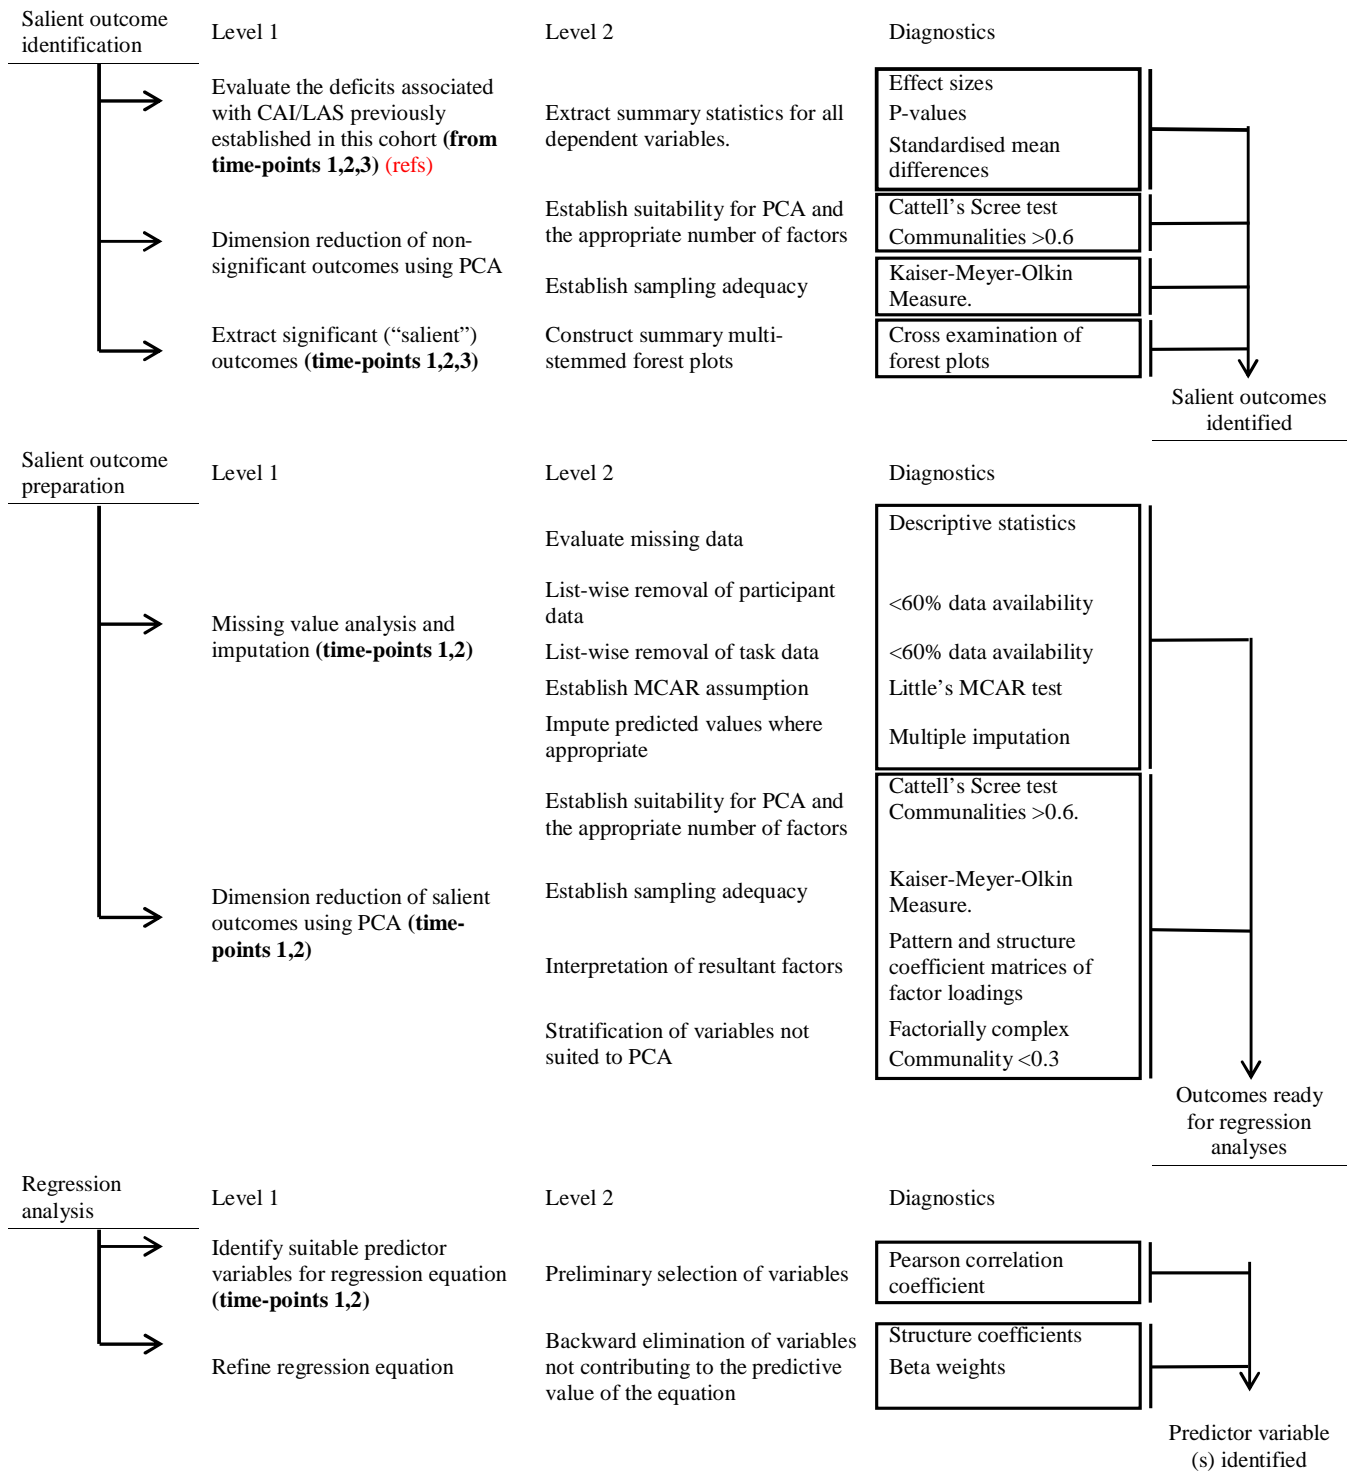 Salient outcome
identification
Level 1
Level 2
Diagnostics
Evaluate the deficits associated
with CAI/LAS previously
established in this cohort (from
time-points 1,2,3) (refs)
Extract summary statistics for all
dependent variables.
Effect sizes
P-values
Standardised mean
differences
Dimension reduction of non-
significant outcomes using PCA
Establish suitability for PCA and
the appropriate number of factors
Cattell’s Scree test
Communalities >0.6
Establish sampling adequacy
Kaiser-Meyer-Olkin
Measure.
Extract significant (“salient”)
outcomes (time-points 1,2,3)
Construct summary multi-
stemmed forest plots
Cross examination of
forest plots
Salient outcomes
identified
Salient outcome
preparation
Level 1
Level 2
Diagnostics
Missing value analysis and
imputation (time-points 1,2)
Evaluate missing data
Descriptive statistics
List-wise removal of participant
data
<60% data availability
List-wise removal of task data
<60% data availability
Establish MCAR assumption
Little’s MCAR test
Impute predicted values where
appropriate
Multiple imputation
Dimension reduction of salient
outcomes using PCA (time-
points 1,2)
Establish suitability for PCA and
the appropriate number of factors
Cattell’s Scree test
Communalities >0.6.
Establish sampling adequacy
Kaiser-Meyer-Olkin
Measure.
Interpretation of resultant factors
Pattern and structure
coefficient matrices of
factor loadings
Stratification of variables not
suited to PCA
Factorially complex
Communality <0.3
Outcomes ready
for regression
analyses
Regression
analysis
Level 1
Level 2
Diagnostics
Identify suitable predictor
variables for regression equation
(time-points 1,2)
Preliminary selection of variables
Pearson correlation
coefficient
Refine regression equation
Backward elimination of variables
not contributing to the predictive
value of the equation
Structure coefficients
Beta weights
Predictor variable
(s) identified